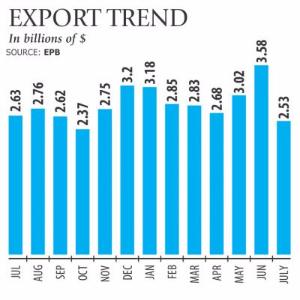 EXPORT TREND
In billions of $
SOURCE: EPB
2.63
2.76
2.62
2.37
2.75
3.2
3.18
2.85
2.83
2.68
3.02
3.58
2.53
JUL
AUG
SEP
OCT
NOV
DEC
JAN
FEB
MAR
APR
MAY
JUN
JULY